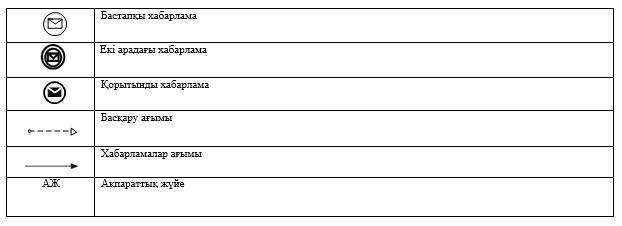 Бастапқы хабарлама
Екі арадағы хабарлама
Қорытынды хабарлама
Басқару ағымы
Хабарламалар ағымы
АЖ Ақпараттық жүйе